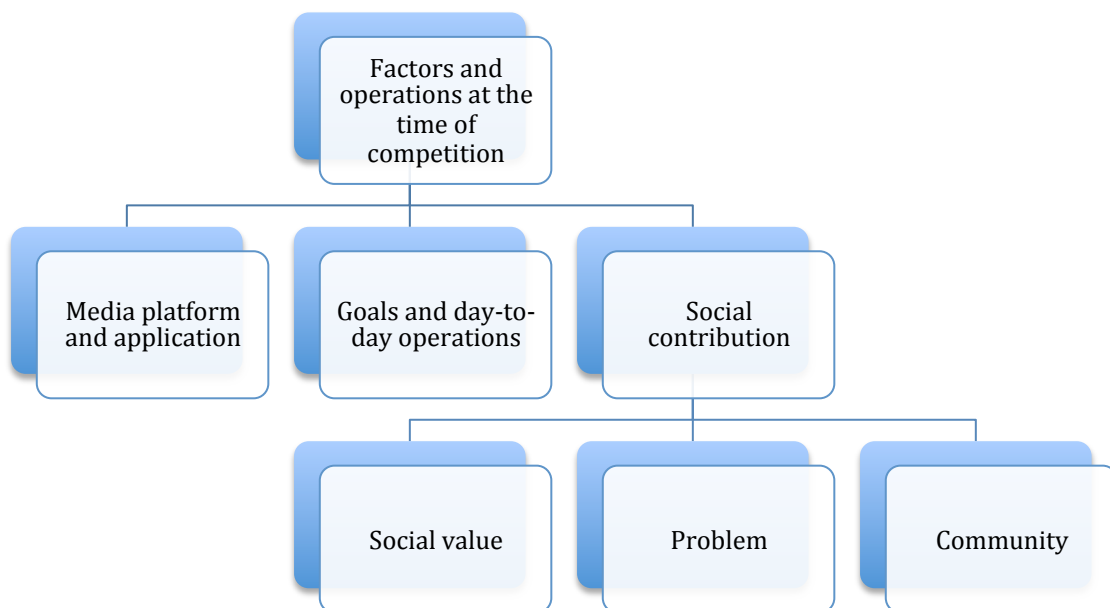 Factors and
operations at the
time of
competition
Media platform
and application
Goals and day-to-
day operations
Social
contribution
Social value
Problem
Community